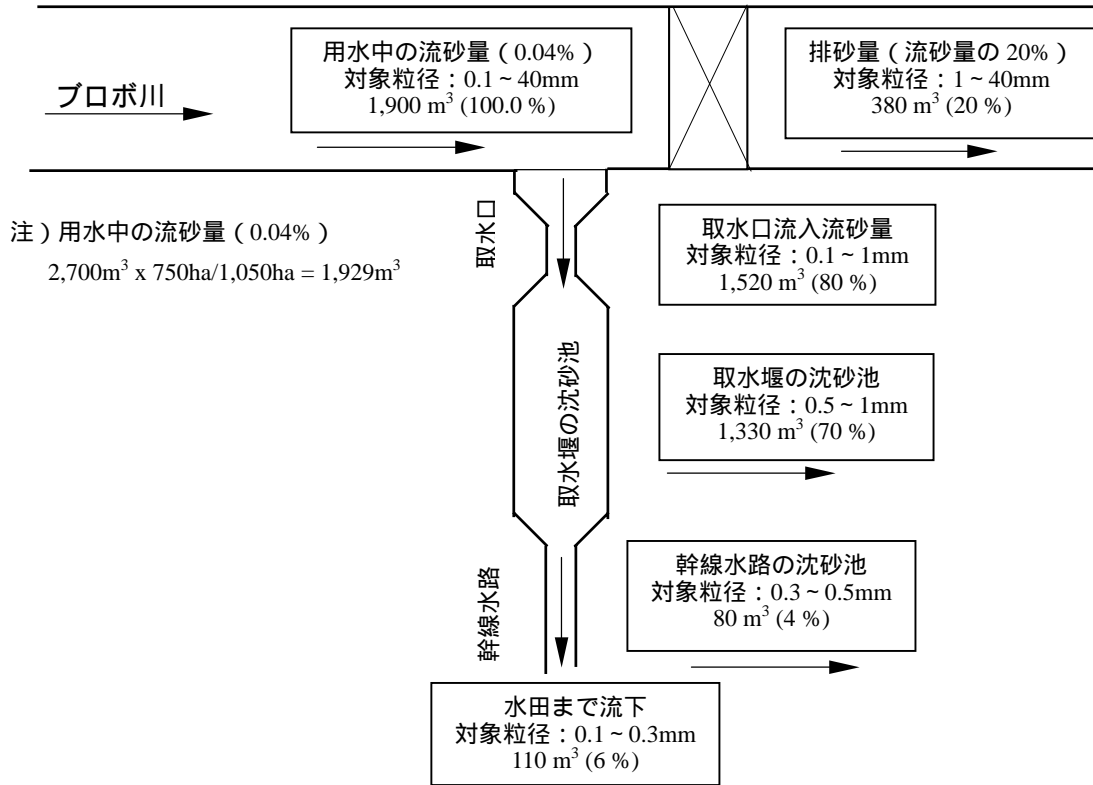 用水中の流砂量（0.04%）
対象粒径：0.1～40mm
1,900 m³ (100.0 %)
排砂量（流砂量の 20%）
対象粒径：1～40mm
380 m³ (20 %)
ブロボ川
注）用水中の流砂量（0.04%）
2,700m³ x 750ha/1,050ha = 1,929m³
取水口
取水口流入流砂量
対象粒径：0.1～1mm
1,520 m³ (80 %)
取水堰の沈砂池
取水堰の沈砂池
対象粒径：0.5～1mm
1,330 m³ (70 %)
幹線水路
幹線水路の沈砂池
対象粒径：0.3～0.5mm
80 m³ (4 %)
水田まで流下
対象粒径：0.1～0.3mm
110 m³ (6 %)